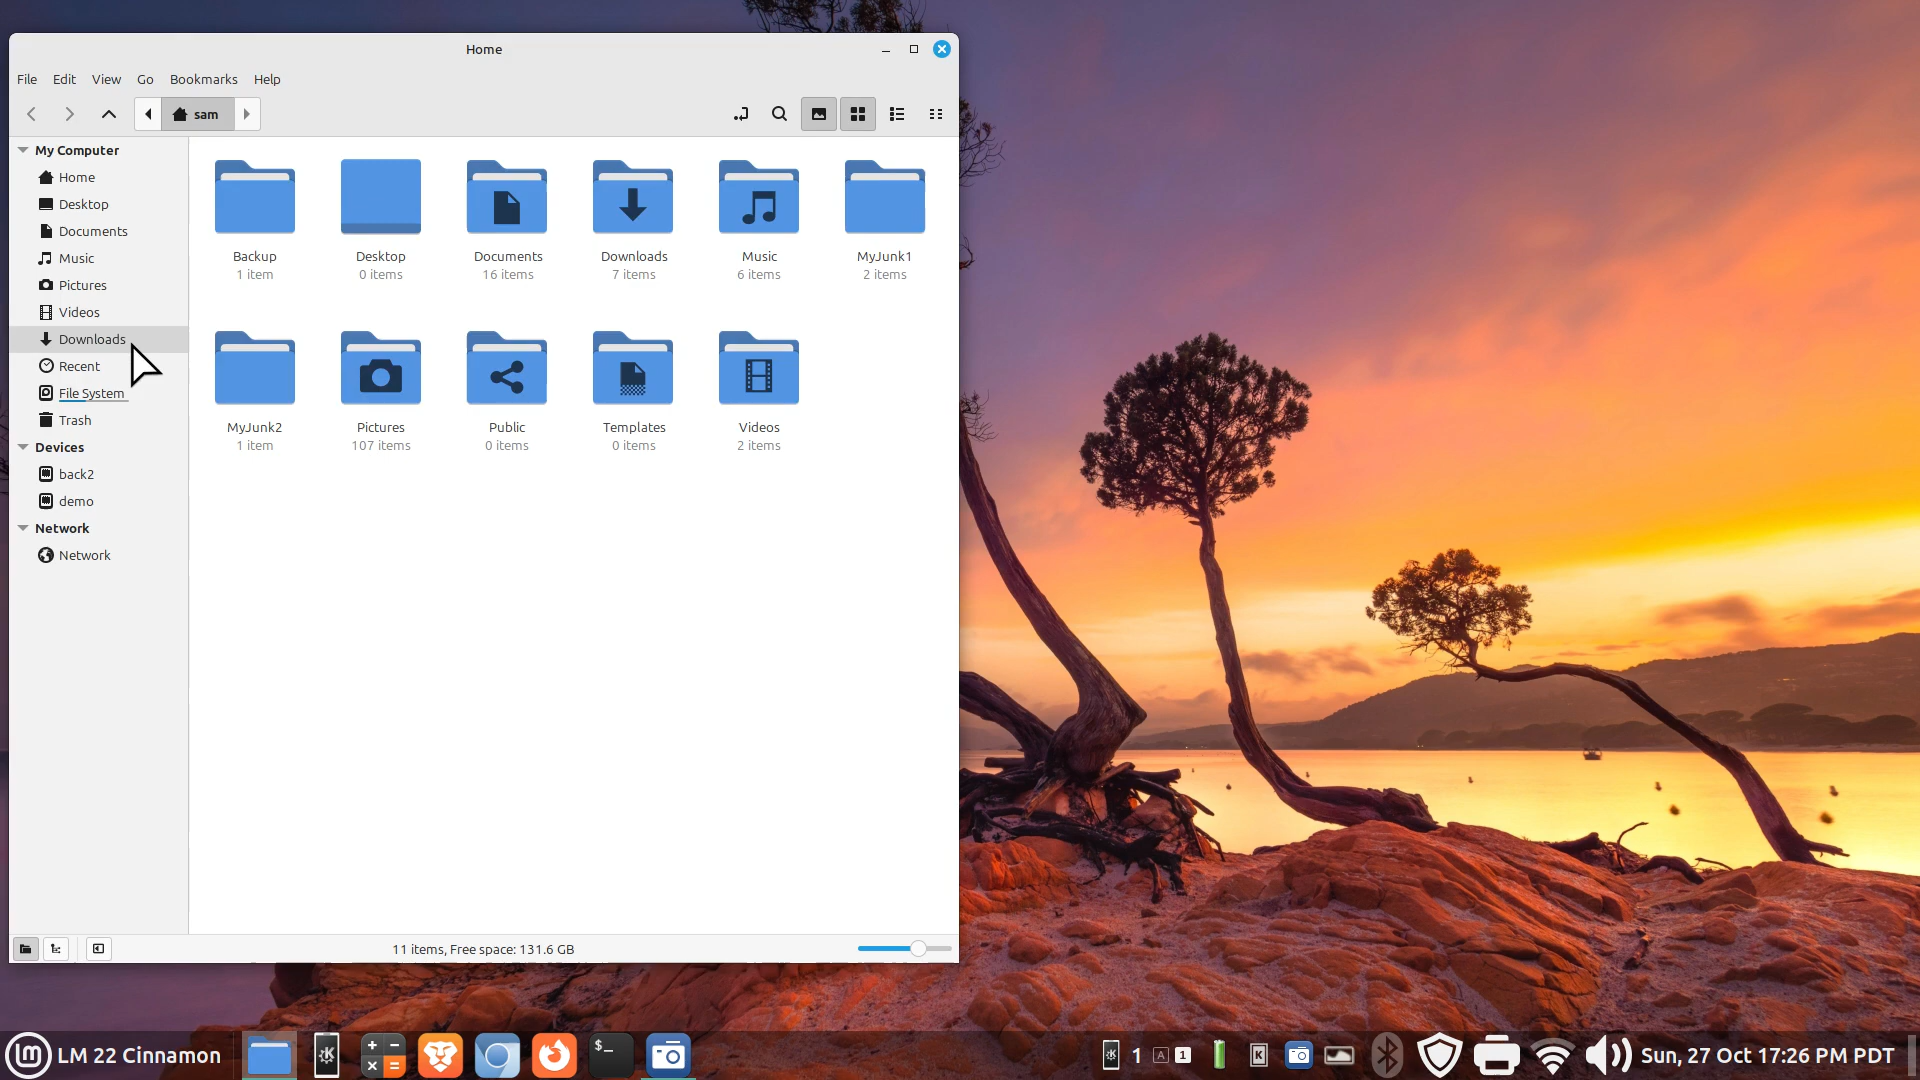 Home
File Edit View Go Bookmarks Help
sam
My Computer
Home
Desktop
Documents
Music
Pictures
Videos
Downloads
Recent
File System
Trash
Devices
back2
demo
Network
Network
Backup
1 item
Desktop
0 items
Documents
16 items
Downloads
7 items
Music
6 items
MyJunk1
2 items
MyJunk2
1 item
Pictures
107 items
Public
0 items
Templates
0 items
Videos
2 items
11 items, Free space: 131.6 GB
LM 22 Cinnamon
K
$_
K
1
A
1
K
Sun, 27 Oct 17:26 PM PDT